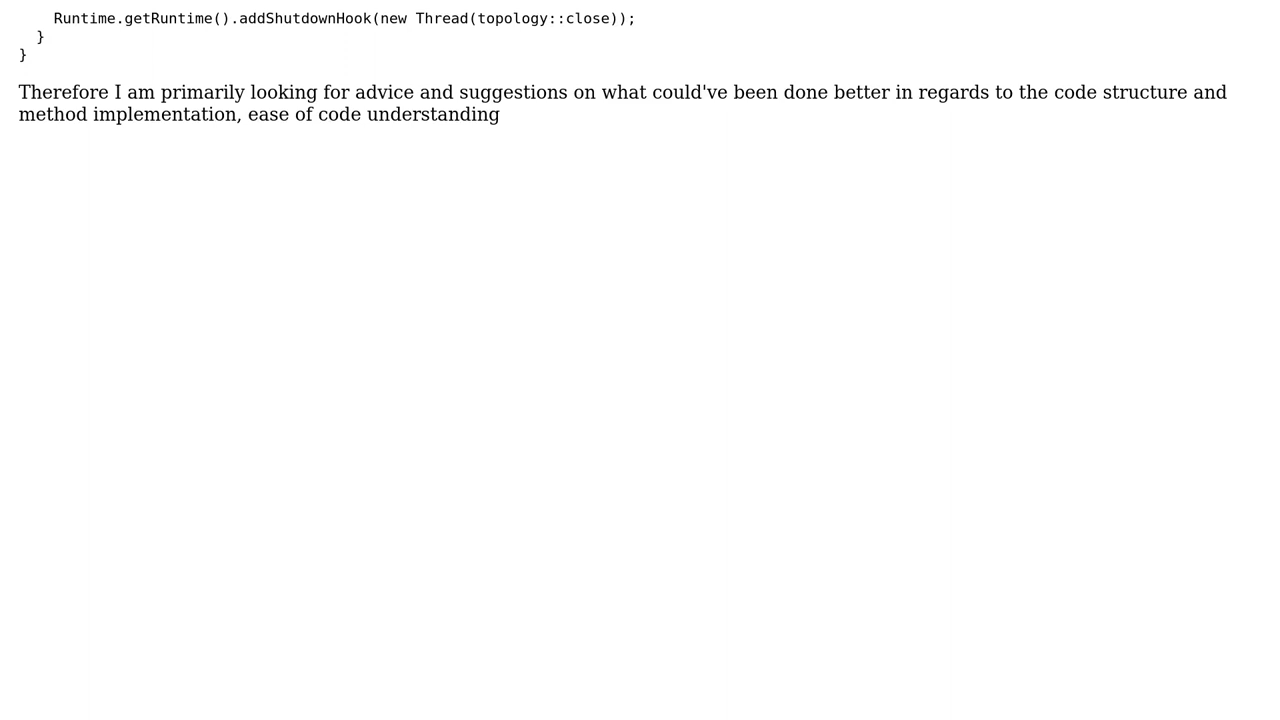 Runtime.getRuntime().addShutdownHook(new Thread(topology::close));
  }
}
Therefore I am primarily looking for advice and suggestions on what could've been done better in regards to the code structure and
method implementation, ease of code understanding